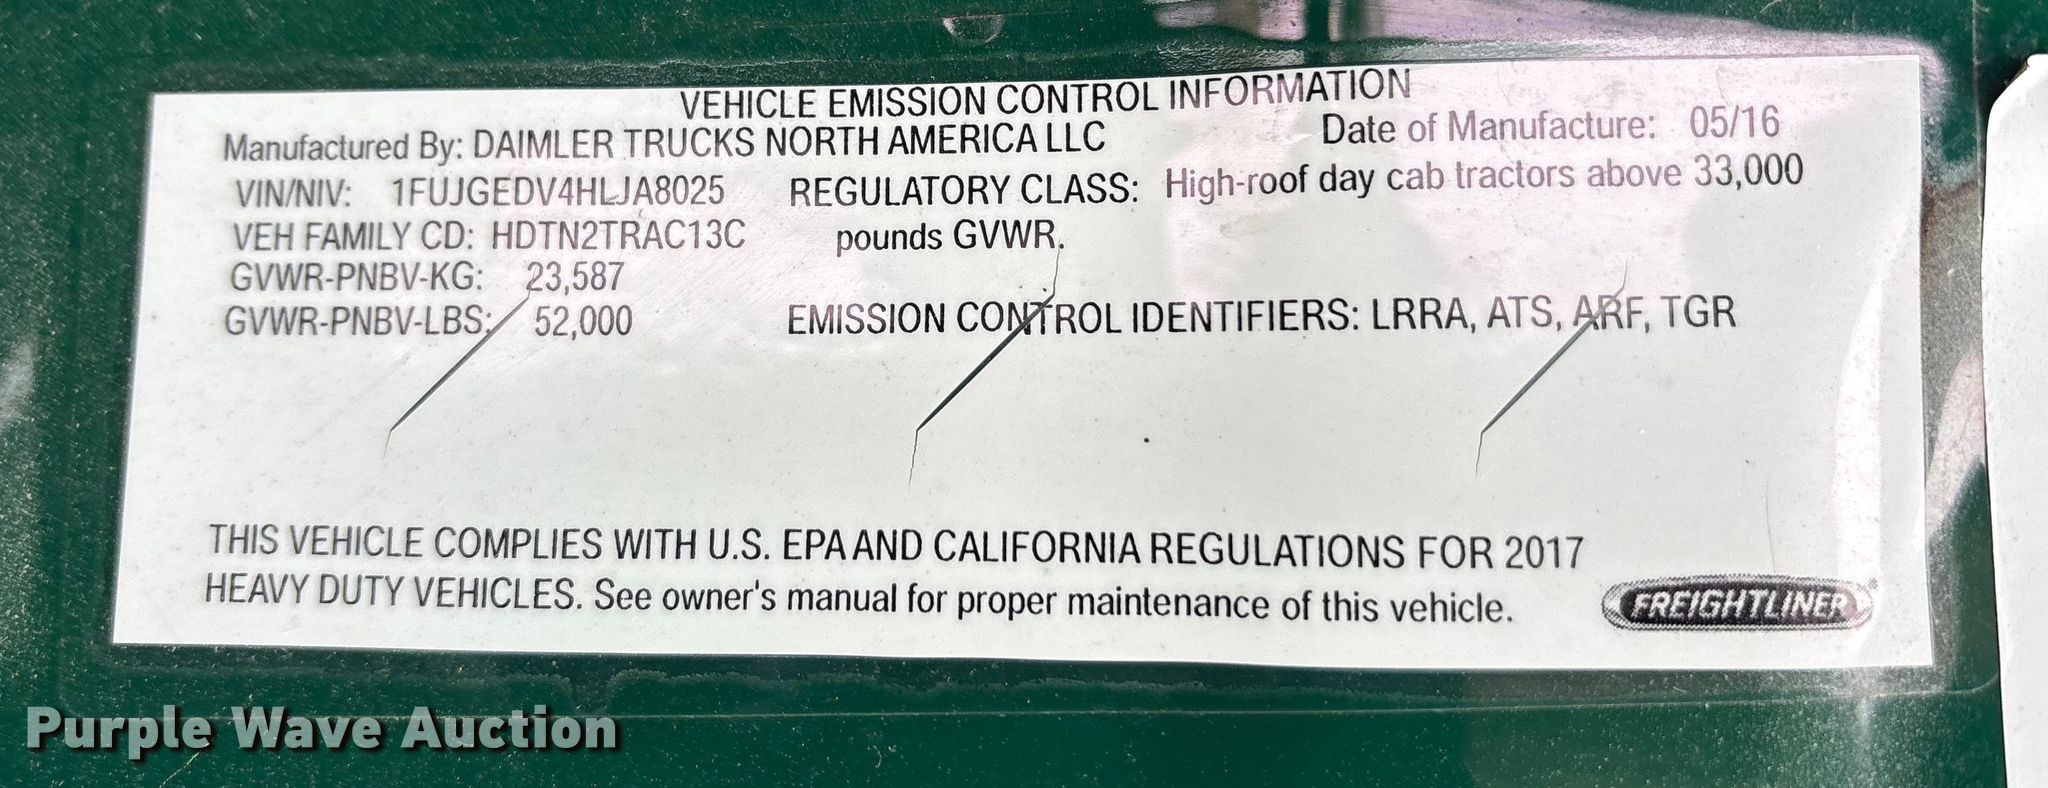 VEHICLE EMISSION CONTROL INFORMATION
Manufactured By: DAIMLER TRUCKS NORTH AMERICA LLC Date of Manufacture: 05/16
VIN/NIV: 1FUJGEDV4HLJA8025 REGULATORY CLASS: High-roof day cab tractors above 33,000
VEH FAMILY CD: HDTN2TRAC13C pounds GVWR.
GVWR-PNBV-KG: 23,587
GVWR-PNBV-LBS: 52,000 EMISSION CONTROL IDENTIFIERS: LRRA, ATS, ARF, TGR
THIS VEHICLE COMPLIES WITH U.S. EPA AND CALIFORNIA REGULATIONS FOR 2017
HEAVY DUTY VEHICLES. See owner's manual for proper maintenance of this vehicle.
FREIGHTLINER
Purple Wave Auction